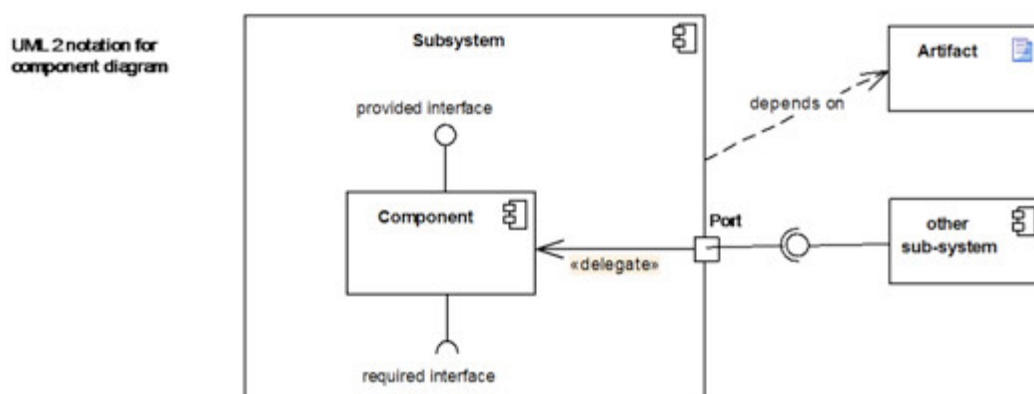 UML 2 notation for
component diagram
Subsystem
Artifact
depends on
provided interface
Component
Port
«delegate»
other
sub-system
required interface